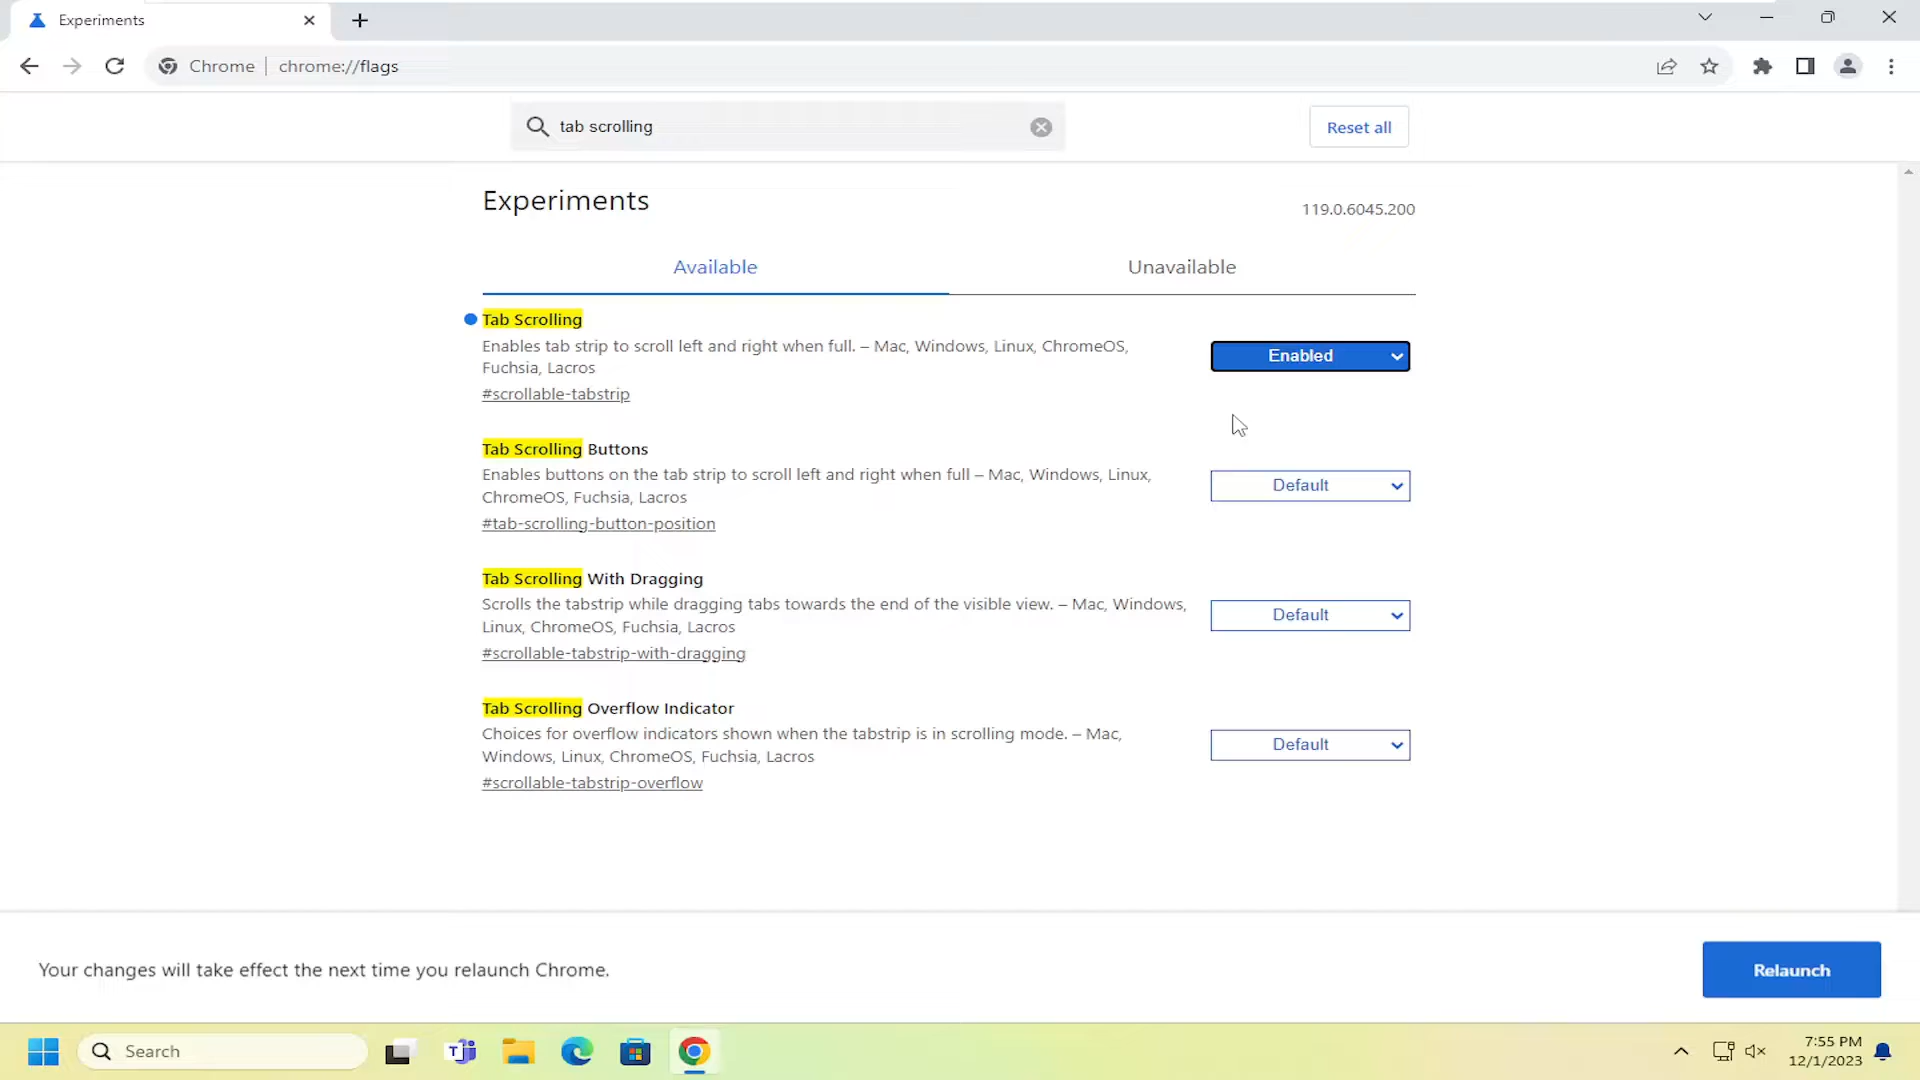 Experiments
Chrome
chrome://flags
tab scrolling
Reset all
Experiments
119.0.6045.200
Available
Unavailable
Tab Scrolling
Enables tab strip to scroll left and right when full. – Mac, Windows, Linux, ChromeOS,
Fuchsia, Lacros
#scrollable-tabstrip
Enabled
Tab Scrolling Buttons
Enables buttons on the tab strip to scroll left and right when full – Mac, Windows, Linux,
ChromeOS, Fuchsia, Lacros
#tab-scrolling-button-position
Default
Tab Scrolling With Dragging
Scrolls the tabstrip while dragging tabs towards the end of the visible view. – Mac, Windows,
Linux, ChromeOS, Fuchsia, Lacros
#scrollable-tabstrip-with-dragging
Default
Tab Scrolling Overflow Indicator
Choices for overflow indicators shown when the tabstrip is in scrolling mode. – Mac,
Windows, Linux, ChromeOS, Fuchsia, Lacros
#scrollable-tabstrip-overflow
Default
Your changes will take effect the next time you relaunch Chrome.
Relaunch
Search
7:55 PM
12/1/2023